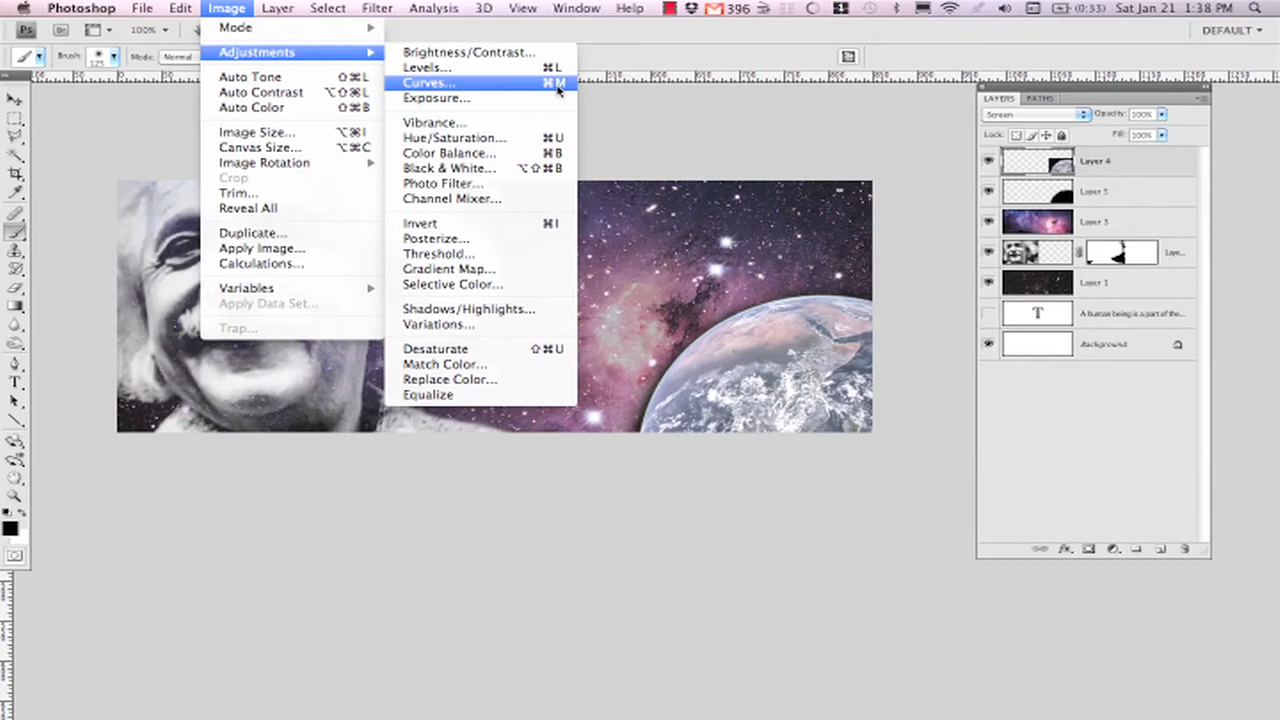 Photoshop File Edit Image Layer Select Filter Analysis 3D View Window Help 396 (0:33) Sat Jan 21 1:38 PM
Ps Br 100% DEFAULT
Brush: 125 Mode: Normal
Mode
Adjustments
Auto Tone ⇧⌘L
Auto Contrast ⌥⇧⌘L
Auto Color ⇧⌘B
Image Size... ⌥⌘I
Canvas Size... ⌥⌘C
Image Rotation
Crop
Trim...
Reveal All
Duplicate...
Apply Image...
Calculations...
Variables
Apply Data Set...
Trap...
Brightness/Contrast...
Levels... ⌘L
Curves... ⌘M
Exposure...
Vibrance...
Hue/Saturation... ⌘U
Color Balance... ⌘B
Black & White... ⌥⇧⌘B
Photo Filter...
Channel Mixer...
Invert ⌘I
Posterize...
Threshold...
Gradient Map...
Selective Color...
Shadows/Highlights...
Variations...
Desaturate ⇧⌘U
Match Color...
Replace Color...
Equalize
LAYERS PATHS
Screen Opacity: 100%
Lock: Fill: 100%
Layer 4
Layer 5
Layer 3
Laye...
Layer 1
T A human being is a part of the...
Background